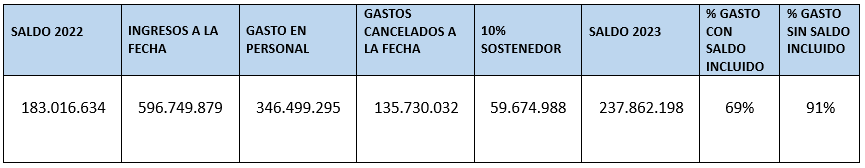 SALDO 2022
INGRESOS A LA
FECHA
GASTO EN
PERSONAL
GASTOS
CANCELADOS A
LA FECHA
10%
SOSTENEDOR
SALDO 2023
% GASTO
CON
SALDO
INCLUIDO
% GASTO
SIN SALDO
INCLUIDO
183.016.634
596.749.879
346.499.295
135.730.032
59.674.988
237.862.198
69%
91%